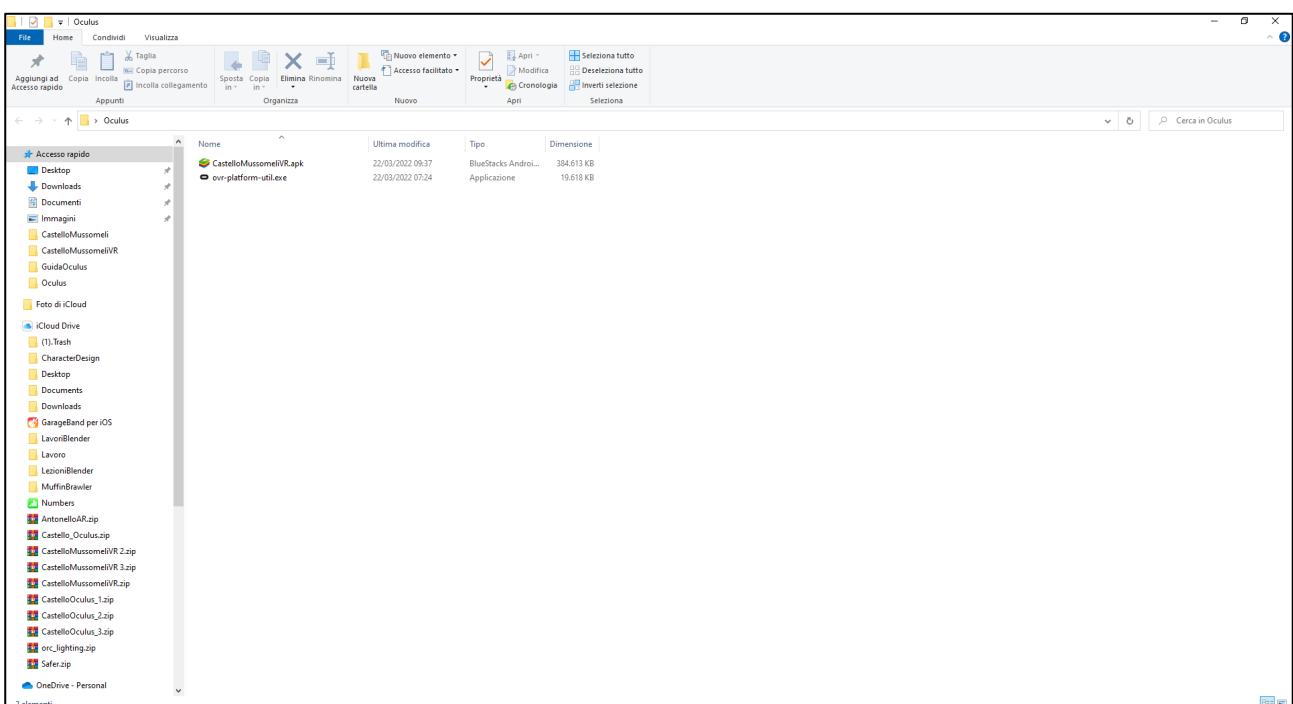 Oculus
File Home Condividi Visualizza
Aggiungi ad Accesso rapido
Copia
Incolla
Taglia
Copia percorso
Incolla collegamento
Appunti
Sposta in
Copia in
Elimina
Rinomina
Organizza
Nuova cartella
Nuovo elemento
Accesso facilitato
Nuovo
Proprietà
Apri
Modifica
Cronologia
Apri
Seleziona tutto
Deseleziona tutto
Inverti selezione
Seleziona
Oculus
Cerca in Oculus
Nome Ultima modifica Tipo Dimensione
CastelloMussomeliVR.apk 22/03/2022 09:37 BlueStacks Androi... 384.613 KB
ovr-platform-util.exe 22/03/2022 07:24 Applicazione 19.618 KB
Accesso rapido
Desktop
Downloads
Documenti
Immagini
CastelloMussomeli
CastelloMussomeliVR
GuidaOculus
Oculus
Foto di iCloud
iCloud Drive
(1).Trash
CharacterDesign
Desktop
Documents
Downloads
GarageBand per iOS
LavoriBlender
Lavoro
LezioniBlender
MuffinBrawler
Numbers
AntonelloAR.zip
Castello_Oculus.zip
CastelloMussomeliVR 2.zip
CastelloMussomeliVR 3.zip
CastelloMussomeliVR.zip
CastelloOculus_1.zip
CastelloOculus_2.zip
CastelloOculus_3.zip
orc_lighting.zip
Safer.zip
OneDrive - Personal
2 elementi